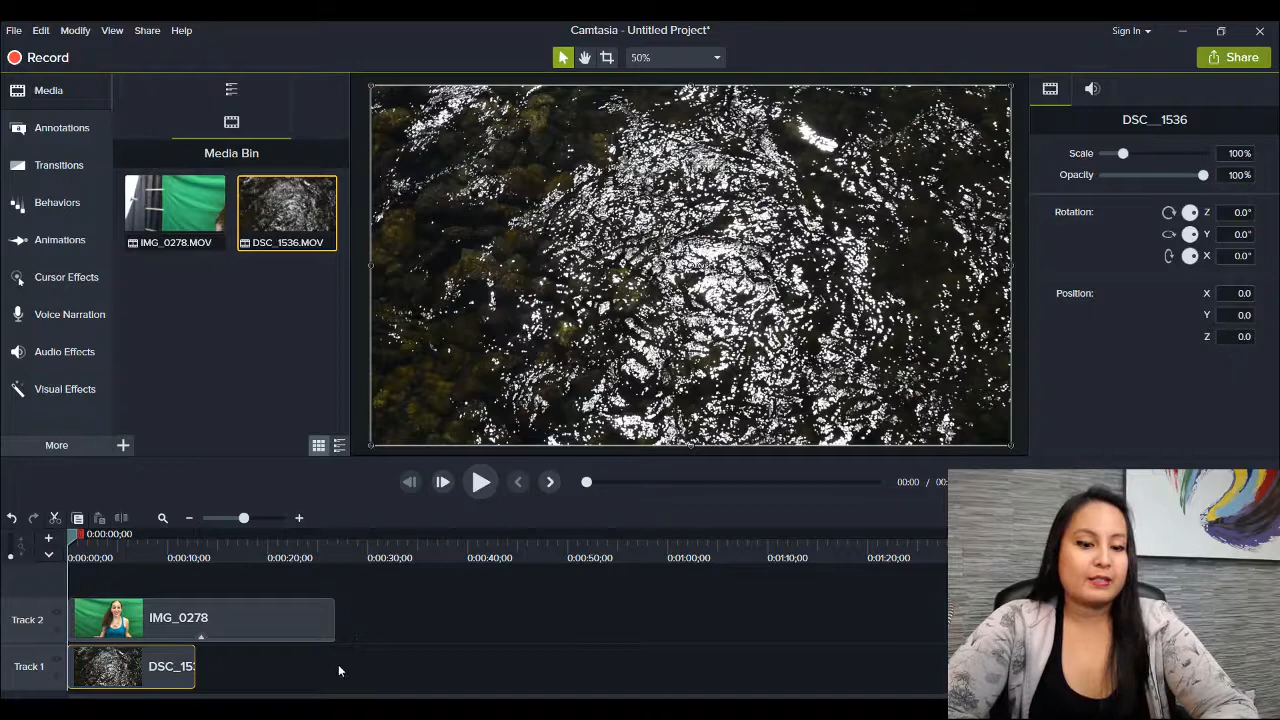 Camtasia - Untitled Project*
File Edit Modify View Share Help
Sign In
Record
50%
Share
Media
Annotations
Transitions
Behaviors
Animations
Cursor Effects
Voice Narration
Audio Effects
Visual Effects
More
Media Bin
IMG_0278.MOV
DSC_1536.MOV
DSC_1536
Scale 100%
Opacity 100%
Rotation: Z 0.0°
Y 0.0°
X 0.0°
Position: X 0.0
Y 0.0
Z 0.0
00:00 / 00:
0:00:00;00
0:00:00;00 0:00:10;00 0:00:20;00 0:00:30;00 0:00:40;00 0:00:50;00 0:01:00;00 0:01:10;00 0:01:20;00
Track 2
IMG_0278
Track 1
DSC_153